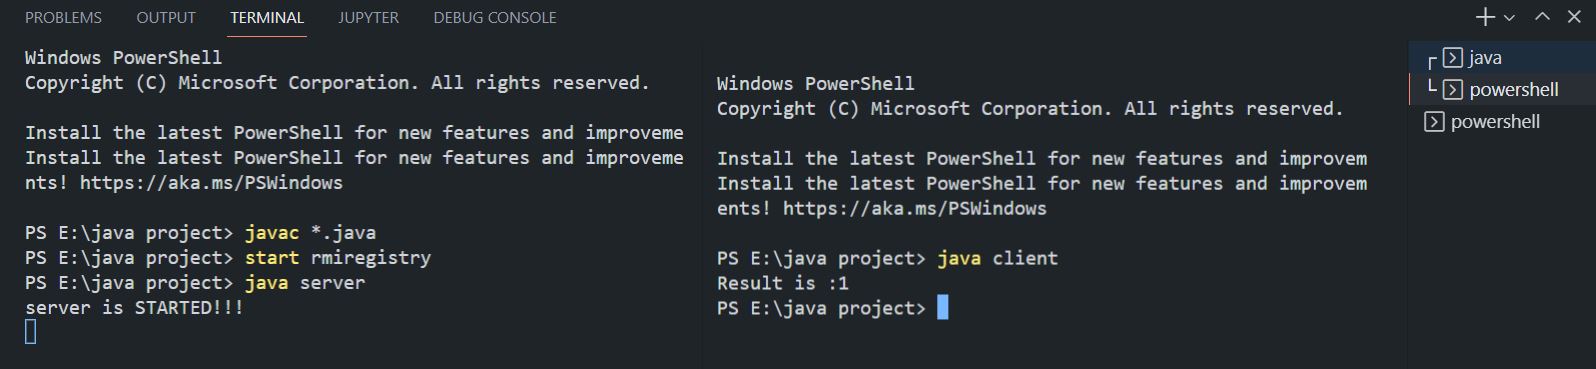 PROBLEMS OUTPUT TERMINAL JUPYTER DEBUG CONSOLE
Windows PowerShell
Copyright (C) Microsoft Corporation. All rights reserved.
Install the latest PowerShell for new features and improveme
Install the latest PowerShell for new features and improveme
nts! https://aka.ms/PSWindows
PS E:\java project> javac *.java
PS E:\java project> start rmiregistry
PS E:\java project> java server
server is STARTED!!!
Windows PowerShell
Copyright (C) Microsoft Corporation. All rights reserved.
Install the latest PowerShell for new features and improvem
Install the latest PowerShell for new features and improvem
ents! https://aka.ms/PSWindows
PS E:\java project> java client
Result is :1
PS E:\java project>
java
powershell
powershell